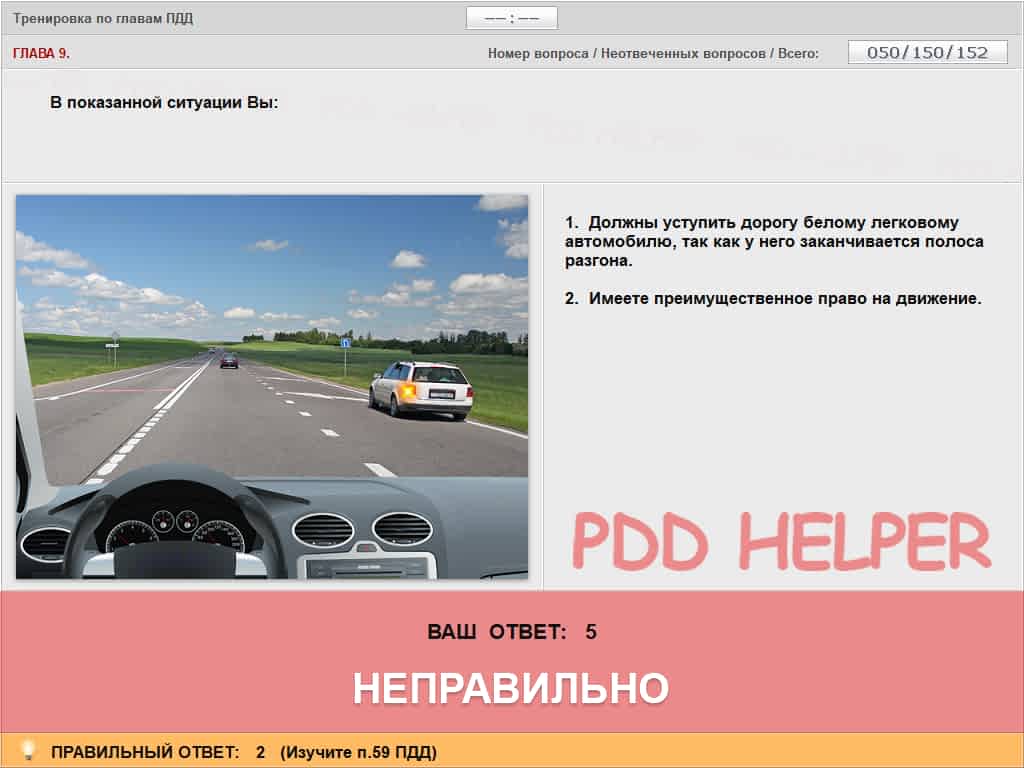 Тренировка по главам ПДД
—— : ——
ГЛАВА 9.
Номер вопроса / Неотвеченных вопросов / Всего:
050/150/152
В показанной ситуации Вы:
1. Должны уступить дорогу белому легковому
автомобилю, так как у него заканчивается полоса
разгона.
2. Имеете преимущественное право на движение.
PDD HELPER
ВАШ ОТВЕТ: 5
НЕПРАВИЛЬНО
ПРАВИЛЬНЫЙ ОТВЕТ: 2 (Изучите п.59 ПДД)